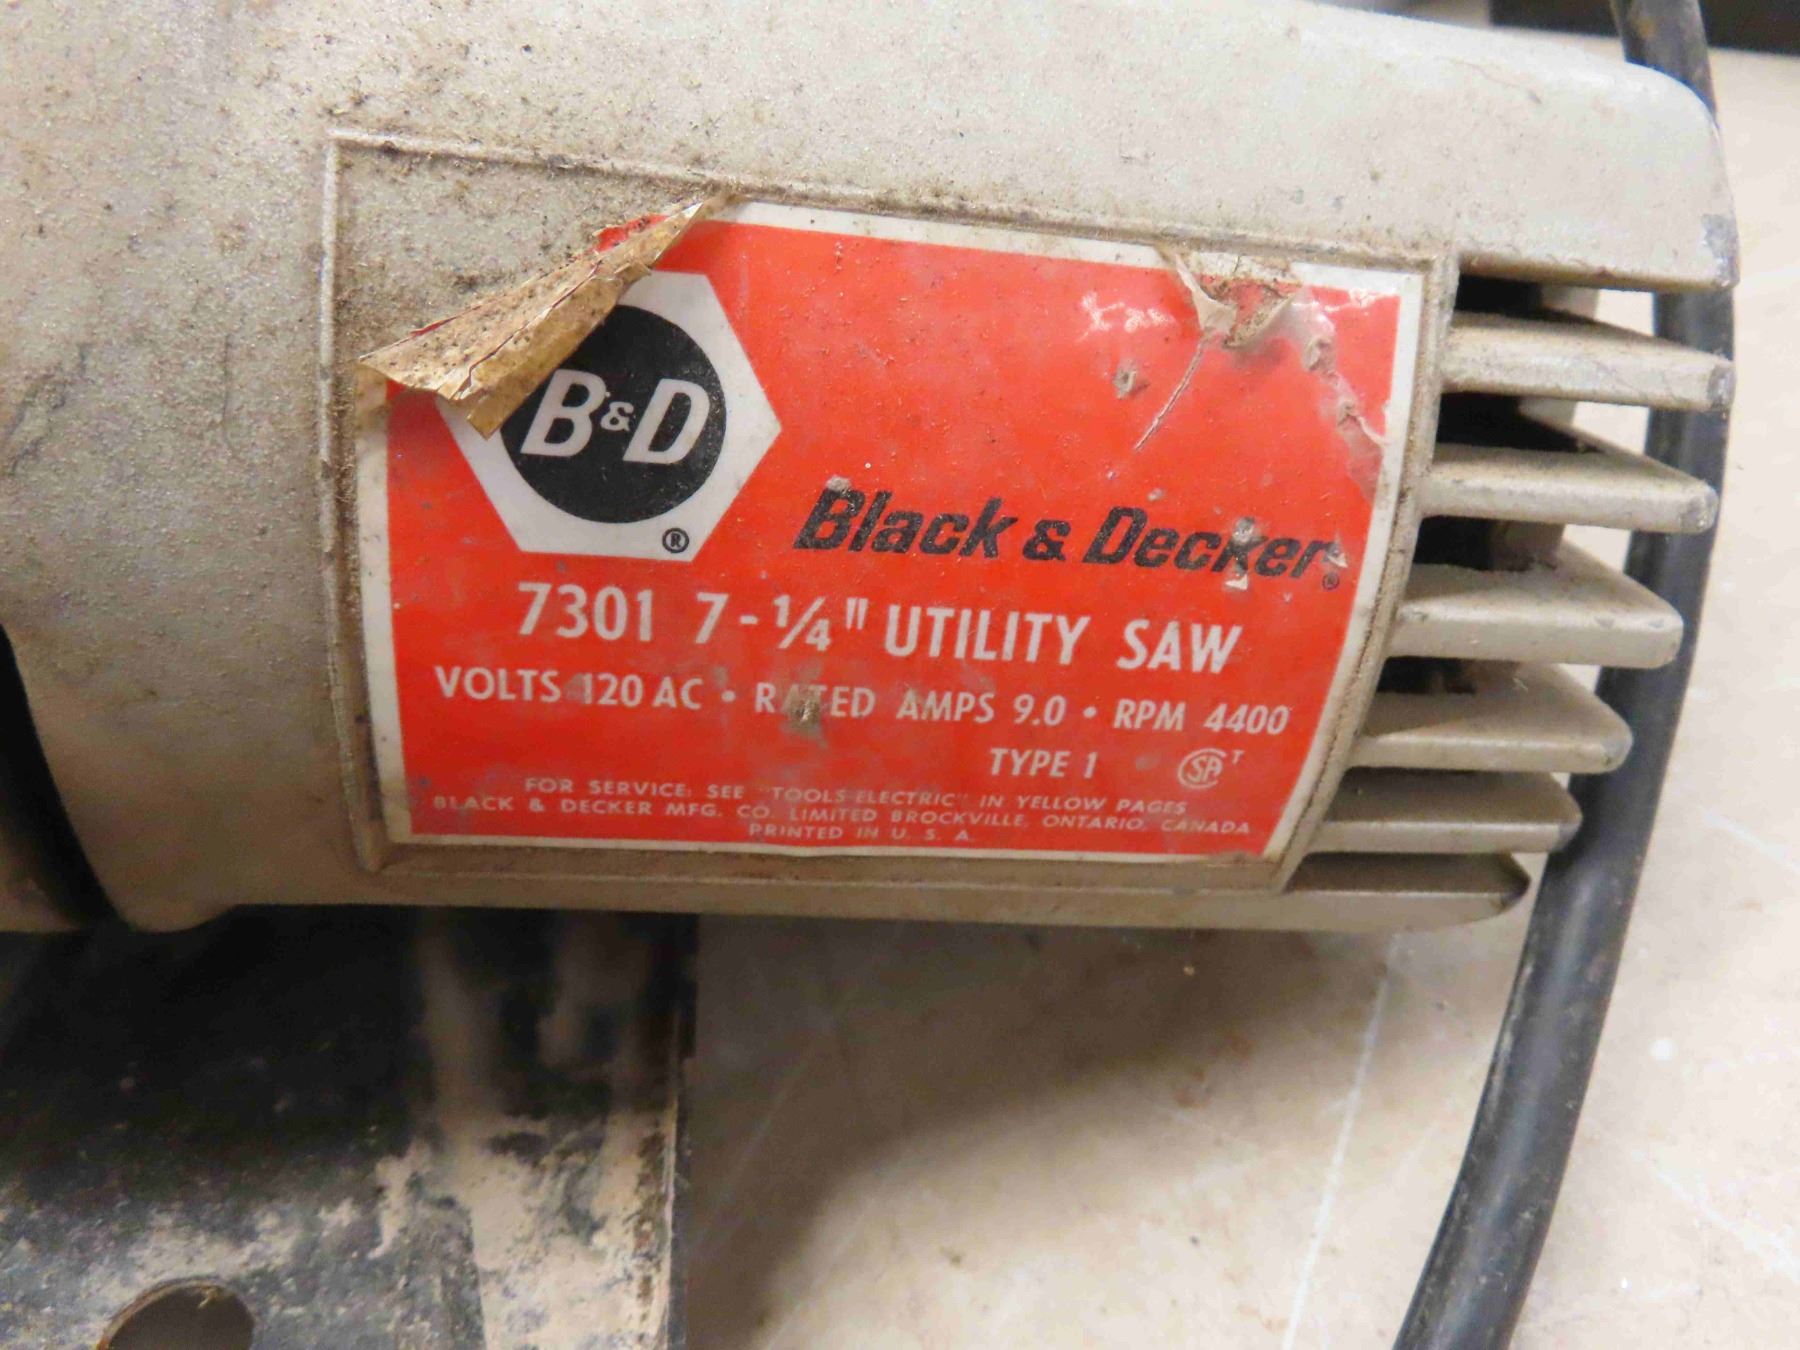 B&D
®
Black & Decker®
7301 7-1/4" UTILITY SAW
VOLTS 120 AC • RATED AMPS 9.0 • RPM 4400
TYPE 1 SA T
FOR SERVICE: SEE "TOOLS-ELECTRIC" IN YELLOW PAGES
BLACK & DECKER MFG. CO. LIMITED BROCKVILLE, ONTARIO, CANADA
PRINTED IN U. S. A.